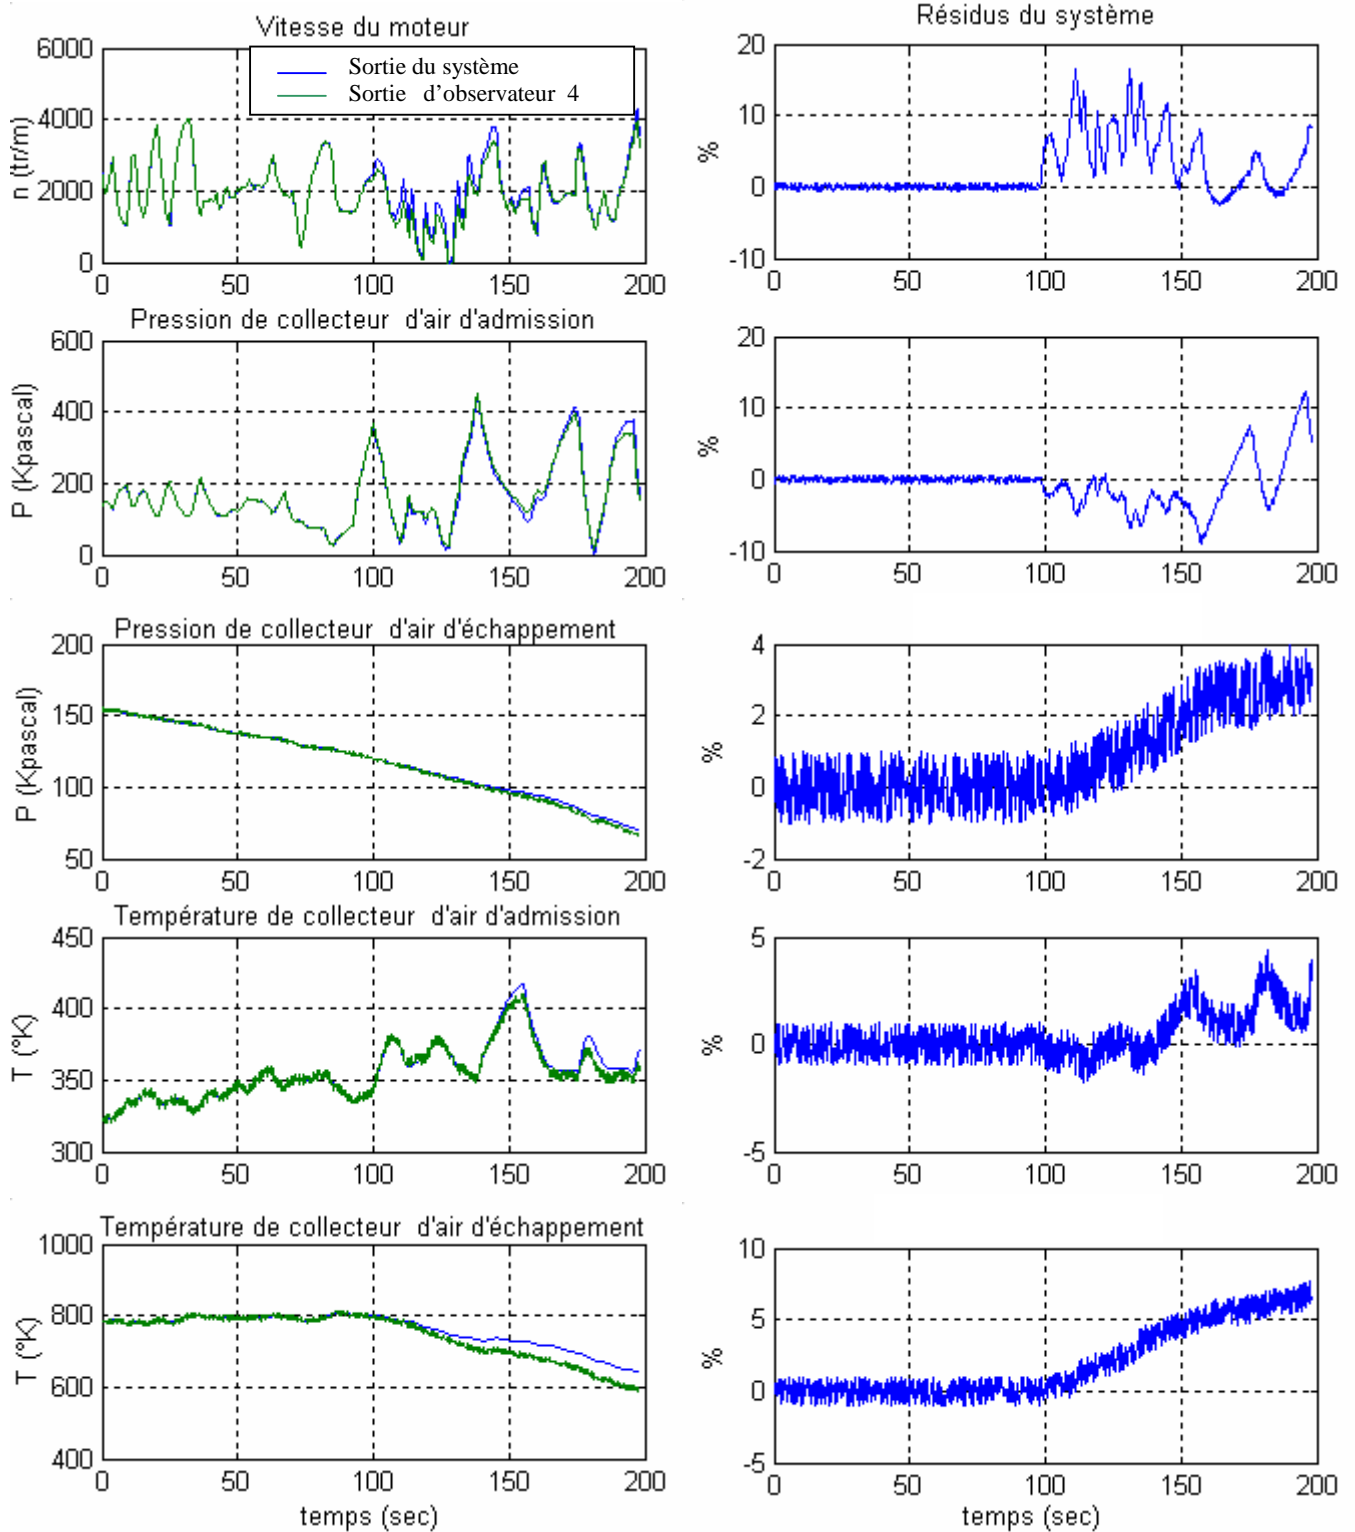 Vitesse du moteur
Résidus du système
Sortie du système
Sortie d'observateur 4
6000
4000
2000
0
n (tr/m)
0 50 100 150 200
20
10
0
-10
%
0 50 100 150 200
Pression de collecteur d'air d'admission
600
400
200
0
P (Kpascal)
0 50 100 150 200
20
10
0
-10
%
0 50 100 150 200
Pression de collecteur d'air d'échappement
200
150
100
50
P (Kpascal)
0 50 100 150 200
4
2
0
-2
%
0 50 100 150 200
Température de collecteur d'air d'admission
450
400
350
300
T (°K)
0 50 100 150 200
5
0
-5
%
0 50 100 150 200
Température de collecteur d'air d'échappement
1000
800
600
400
T (°K)
0 50 100 150 200
temps (sec)
10
5
0
-5
%
0 50 100 150 200
temps (sec)